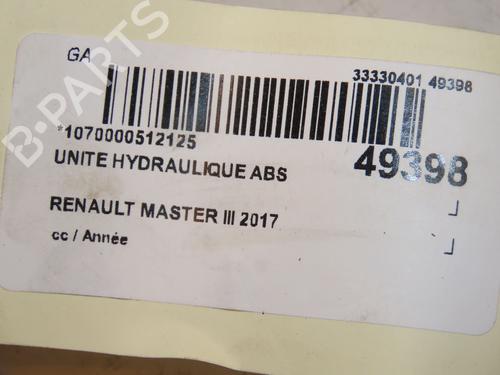 GA
33330401 49398
*1070000512125
49398
UNITE HYDRAULIQUE ABS
RENAULT MASTER III 2017
cc / Année
B-PARTS